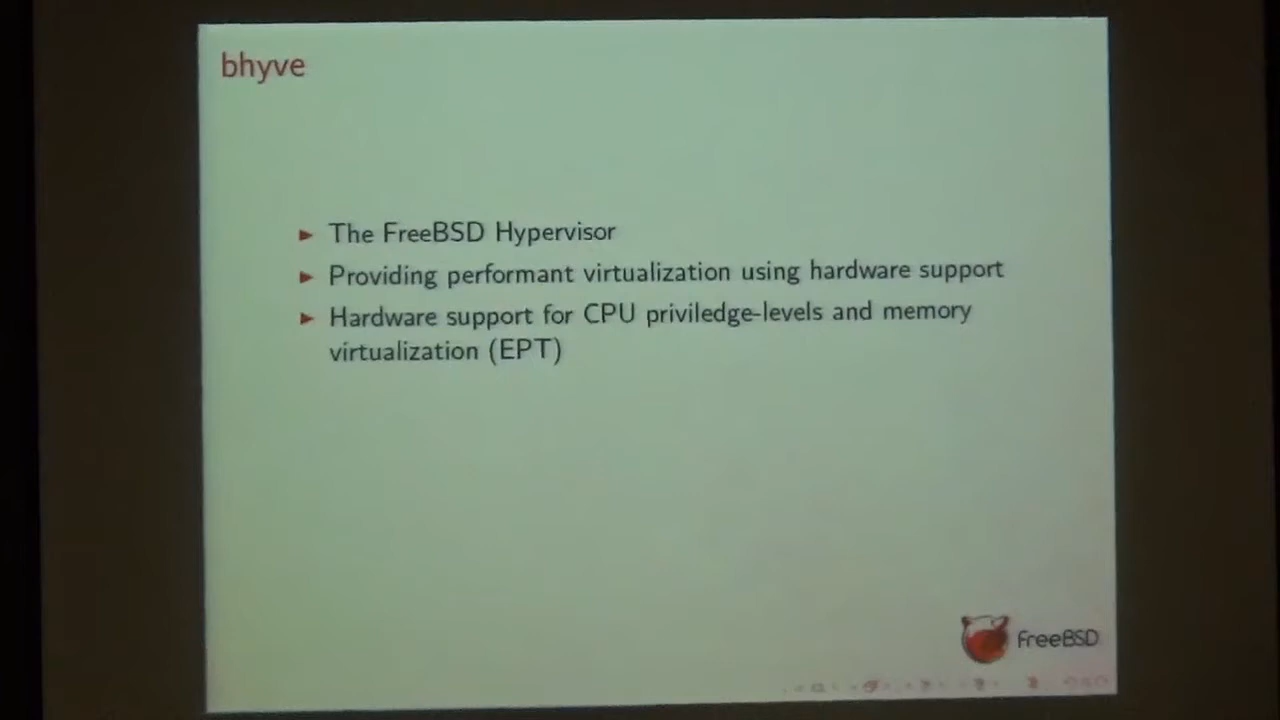 bhyve
The FreeBSD Hypervisor
Providing performant virtualization using hardware support
Hardware support for CPU priviledge-levels and memory
virtualization (EPT)
FreeBSD